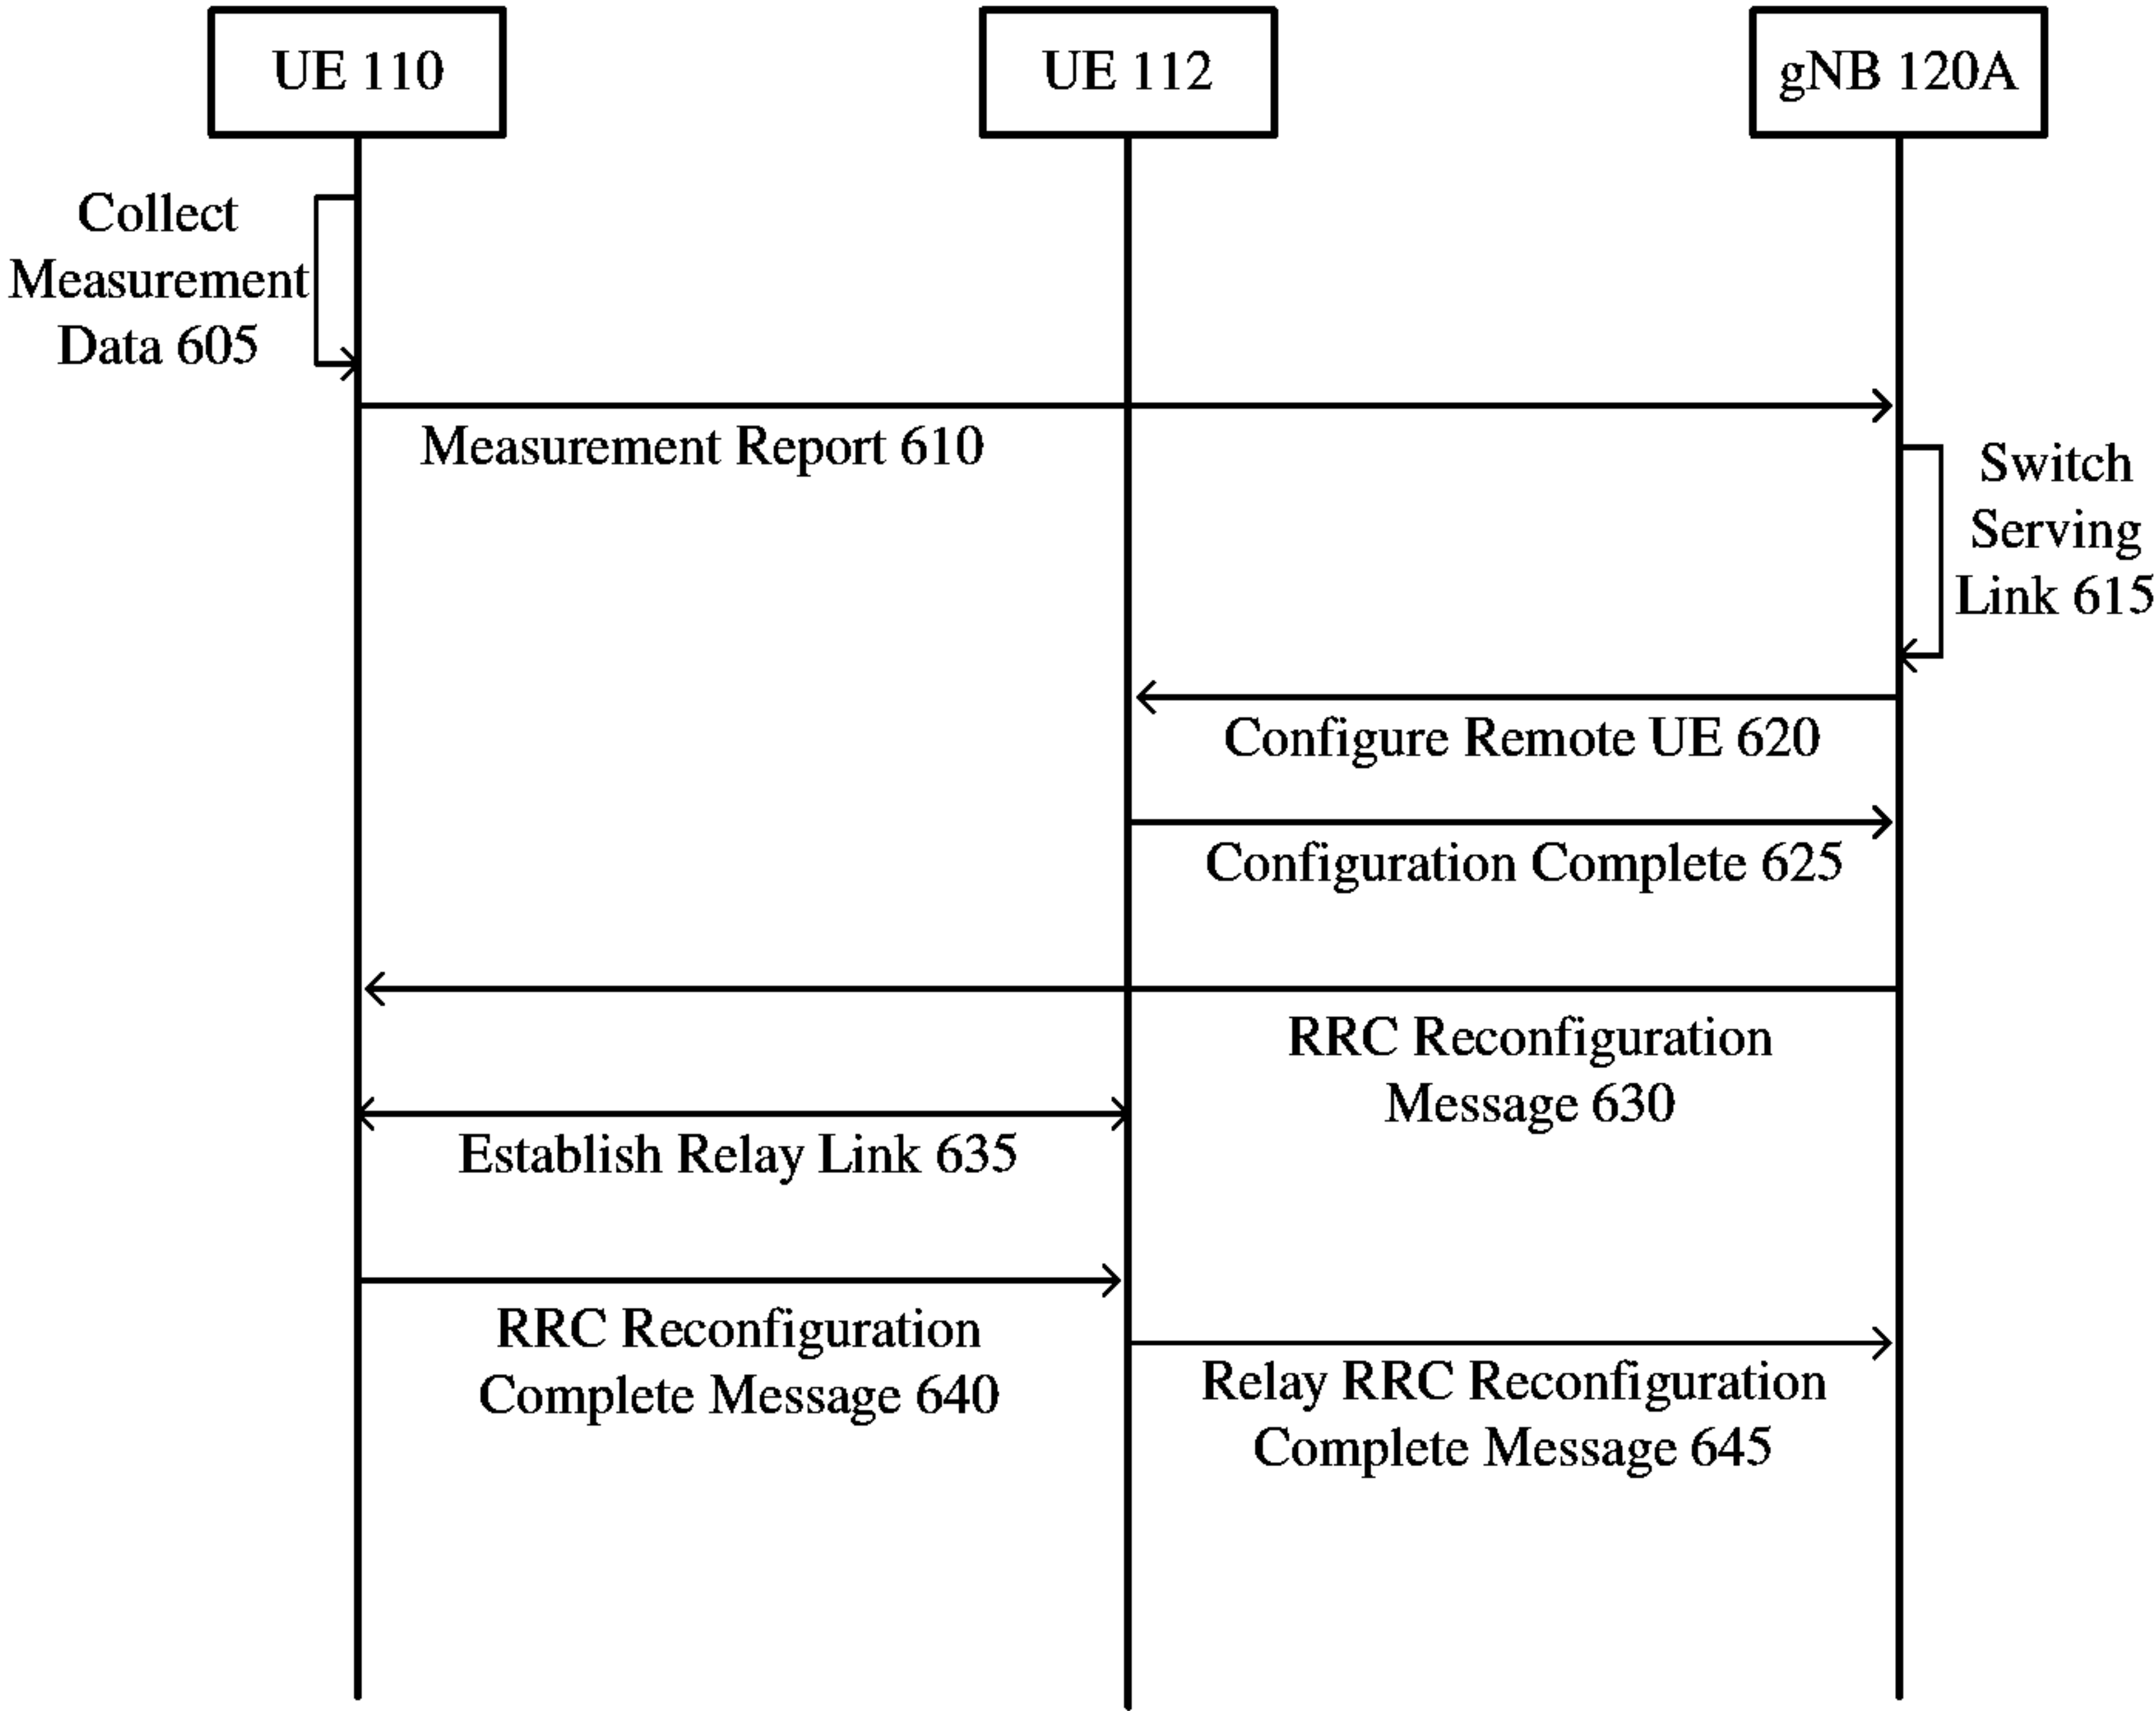 UE 110
UE 112
gNB 120A
Collect
Measurement
Data 605
Measurement Report 610
Switch
Serving
Link 615
Configure Remote UE 620
Configuration Complete 625
RRC Reconfiguration
Message 630
Establish Relay Link 635
RRC Reconfiguration
Complete Message 640
Relay RRC Reconfiguration
Complete Message 645